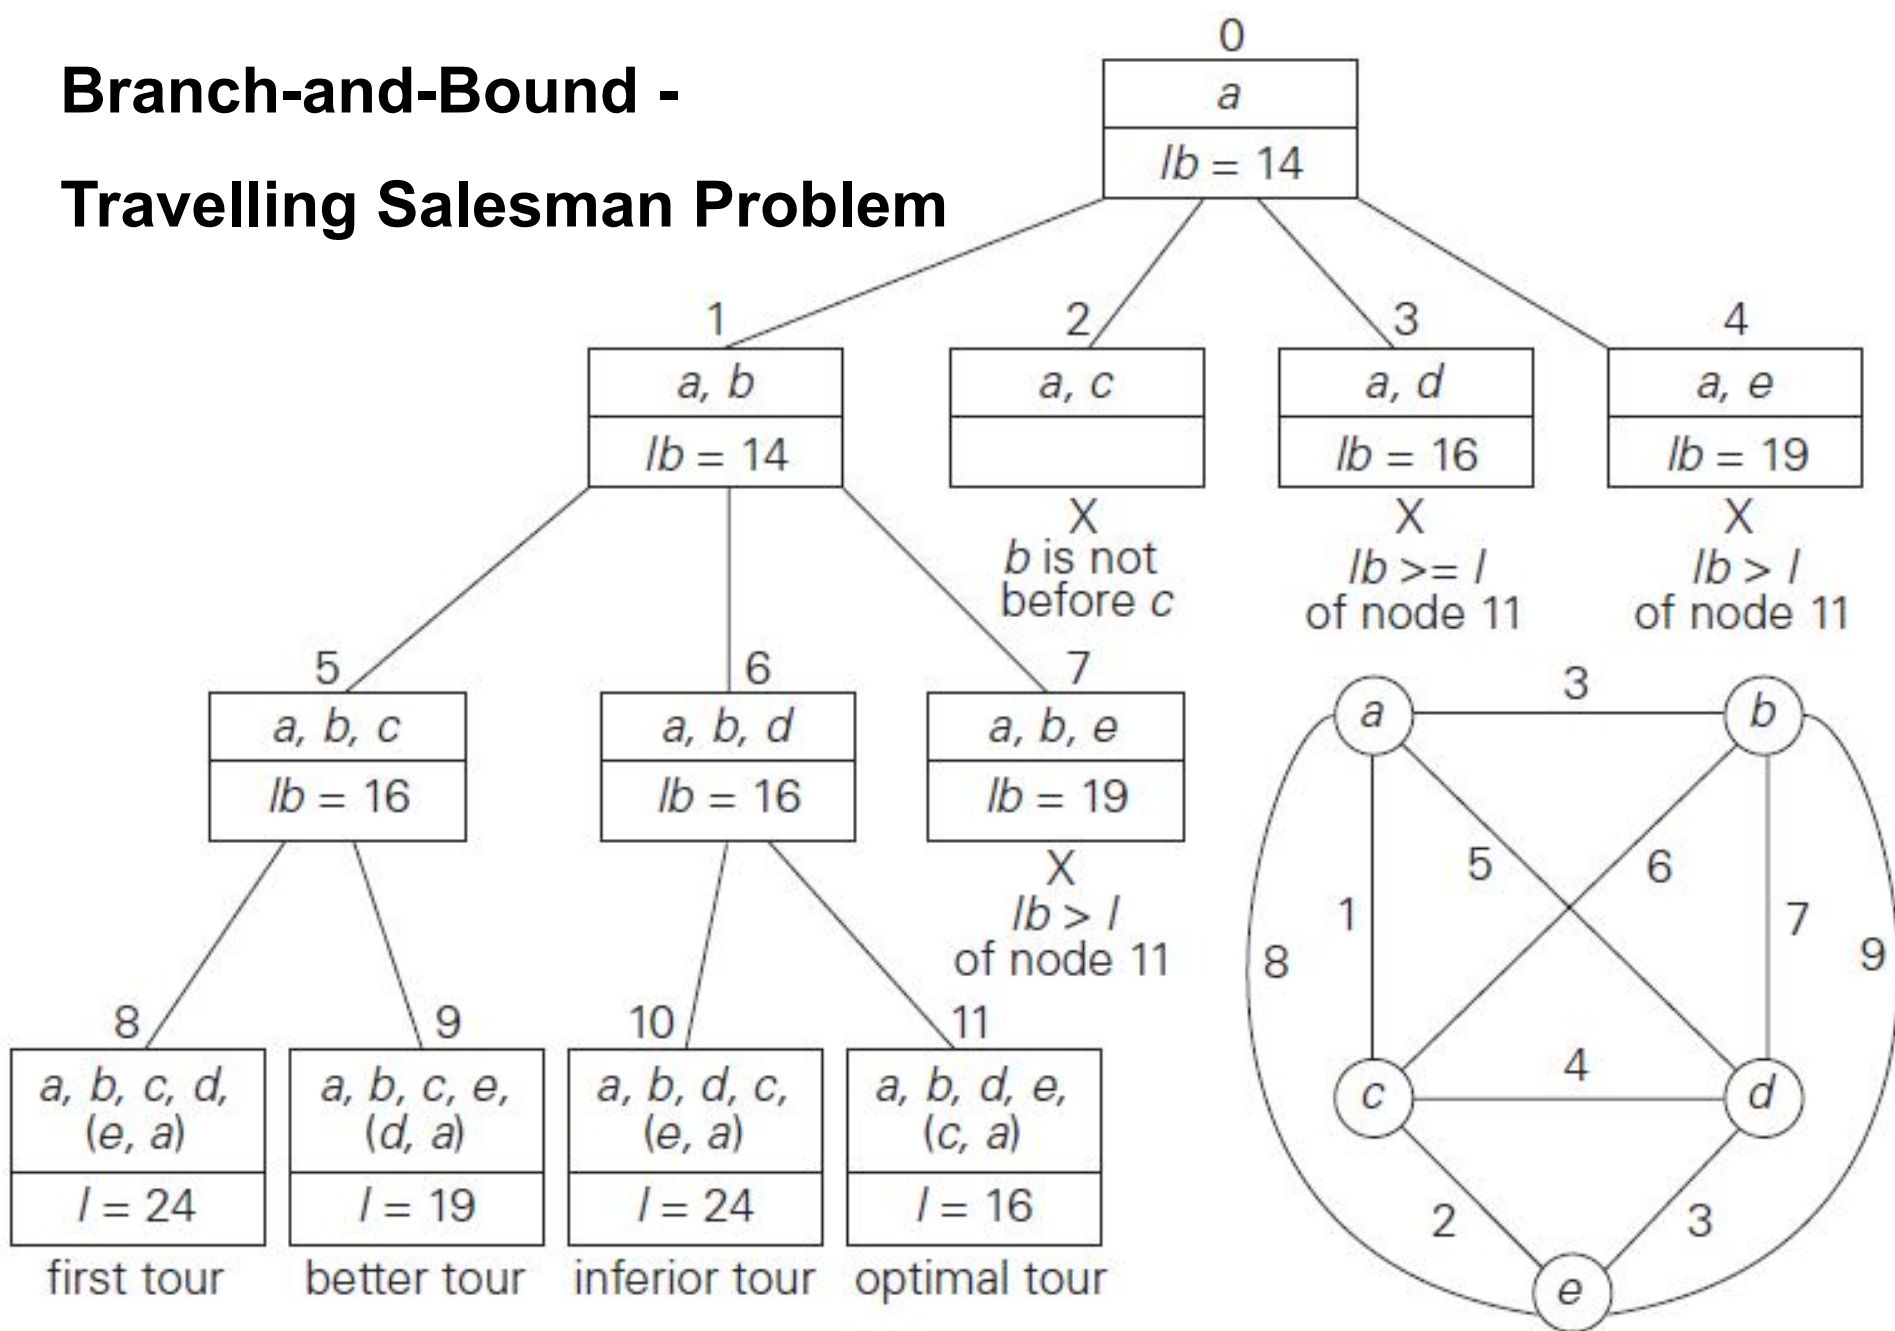 Branch-and-Bound -
Travelling Salesman Problem
0
a
lb = 14
1
a, b
lb = 14
2
a, c
X
b is not
before c
3
a, d
lb = 16
X
lb >= l
of node 11
4
a, e
lb = 19
X
lb > l
of node 11
5
a, b, c
lb = 16
6
a, b, d
lb = 16
7
a, b, e
lb = 19
X
lb > l
of node 11
8
a, b, c, d,
(e, a)
l = 24
first tour
9
a, b, c, e,
(d, a)
l = 19
better tour
10
a, b, d, c,
(e, a)
l = 24
inferior tour
11
a, b, d, e,
(c, a)
l = 16
optimal tour
a
3
b
5
6
1
7
8
9
c
4
d
2
3
e